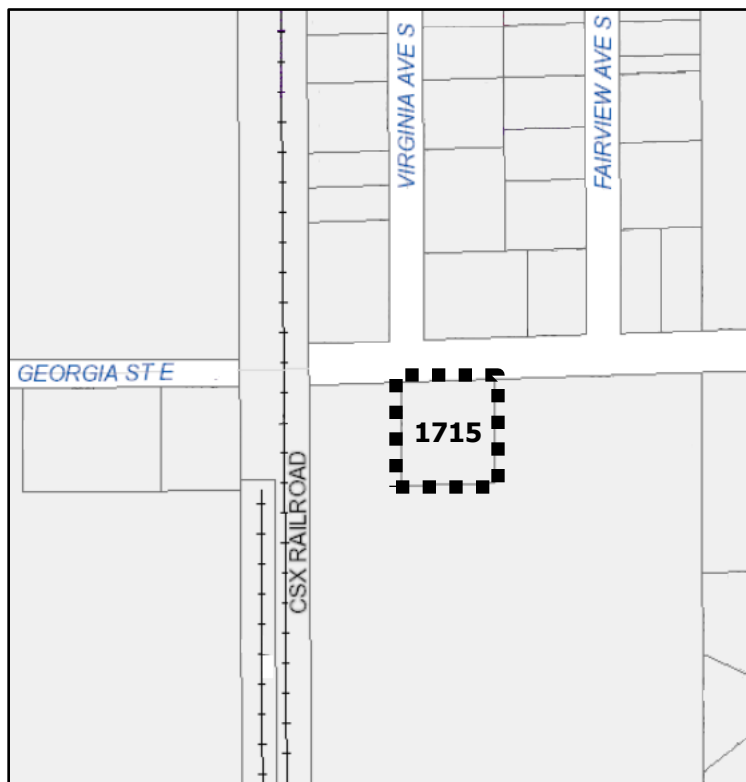 VIRGINIA AVE S
FAIRVIEW AVE S
GEORGIA ST E
1715
CSX RAILROAD